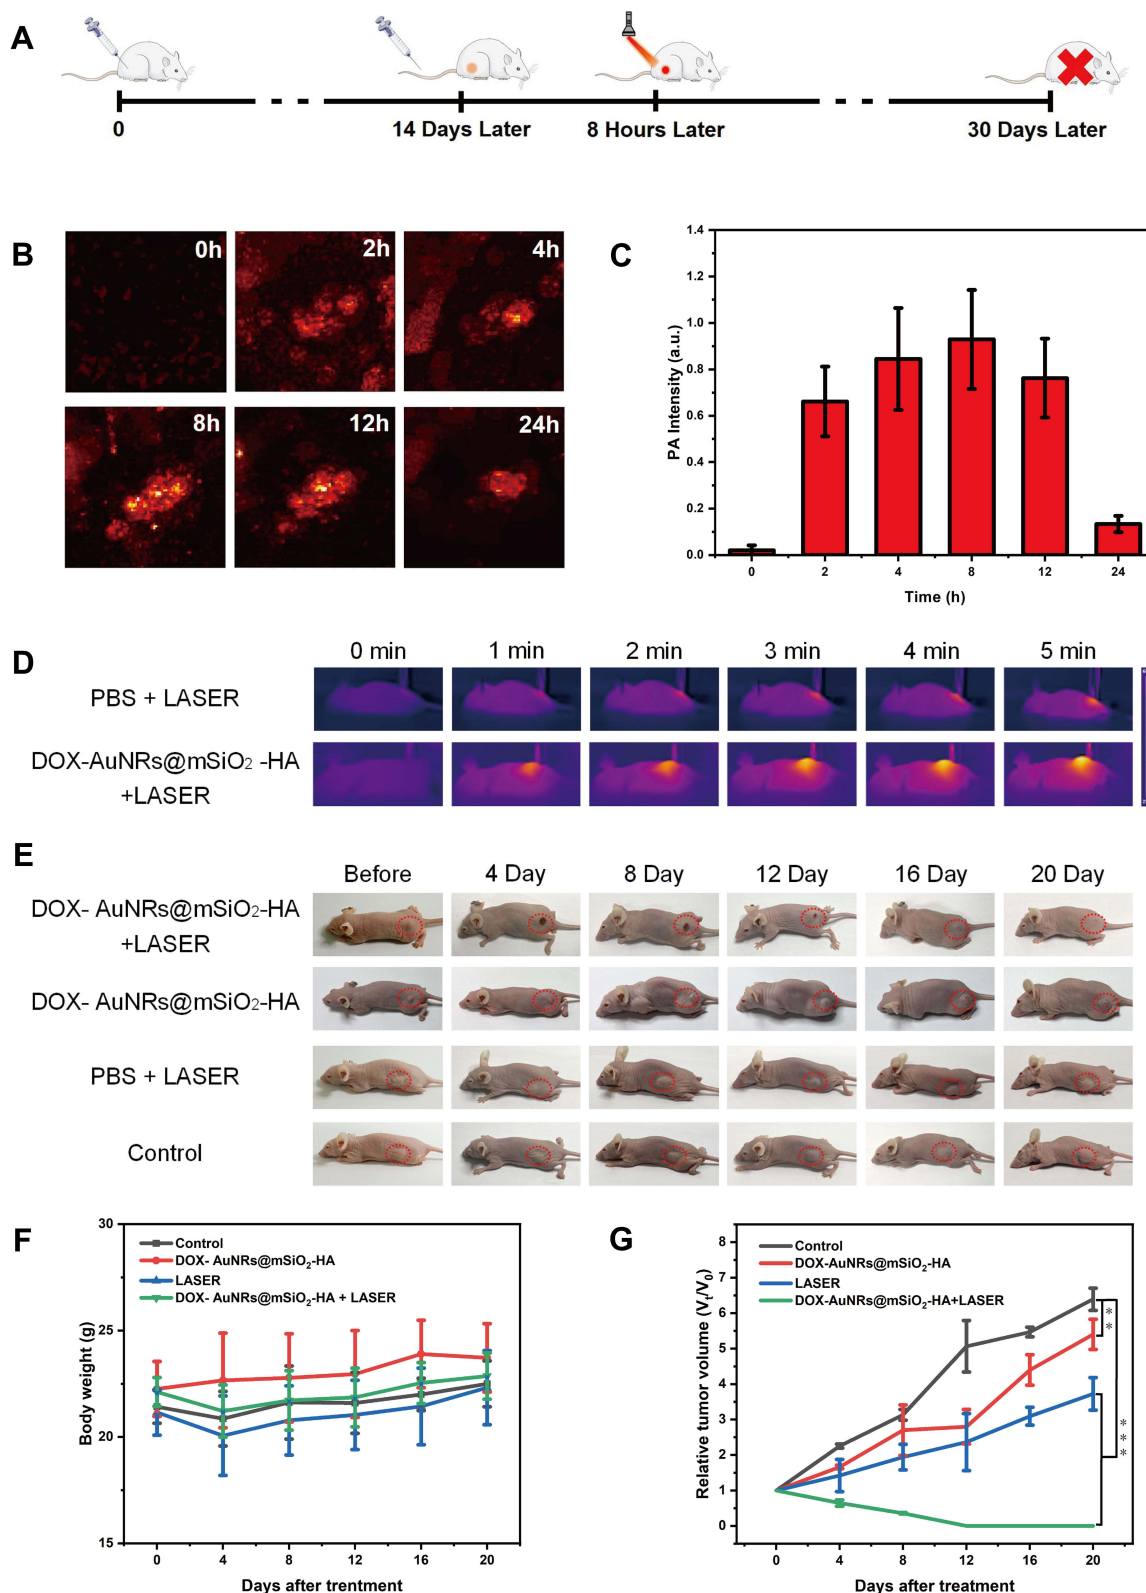 A
0
14 Days Later
8 Hours Later
30 Days Later
B
0h
2h
4h
8h
12h
24h
C
1.4
1.2
1.0
0.8
0.6
0.4
0.2
0.0
PA Intensity (a.u.)
0 2 4 8 12 24
Time (h)
D
0 min 1 min 2 min 3 min 4 min 5 min
PBS + LASER
DOX-AuNRs@mSiO2 -HA
+LASER
E
Before 4 Day 8 Day 12 Day 16 Day 20 Day
DOX- AuNRs@mSiO2-HA
+LASER
DOX- AuNRs@mSiO2-HA
PBS + LASER
Control
F
30
25
20
15
Body weight (g)
Control
DOX- AuNRs@mSiO2-HA
LASER
DOX- AuNRs@mSiO2-HA + LASER
0 4 8 12 16 20
Days after trentment
G
8
7
6
5
4
3
2
1
0
Relative tumor volume (Vt/V0)
Control
DOX-AuNRs@mSiO2-HA
LASER
DOX-AuNRs@mSiO2-HA+LASER
**
***
0 4 8 12 16 20
Days after treatment